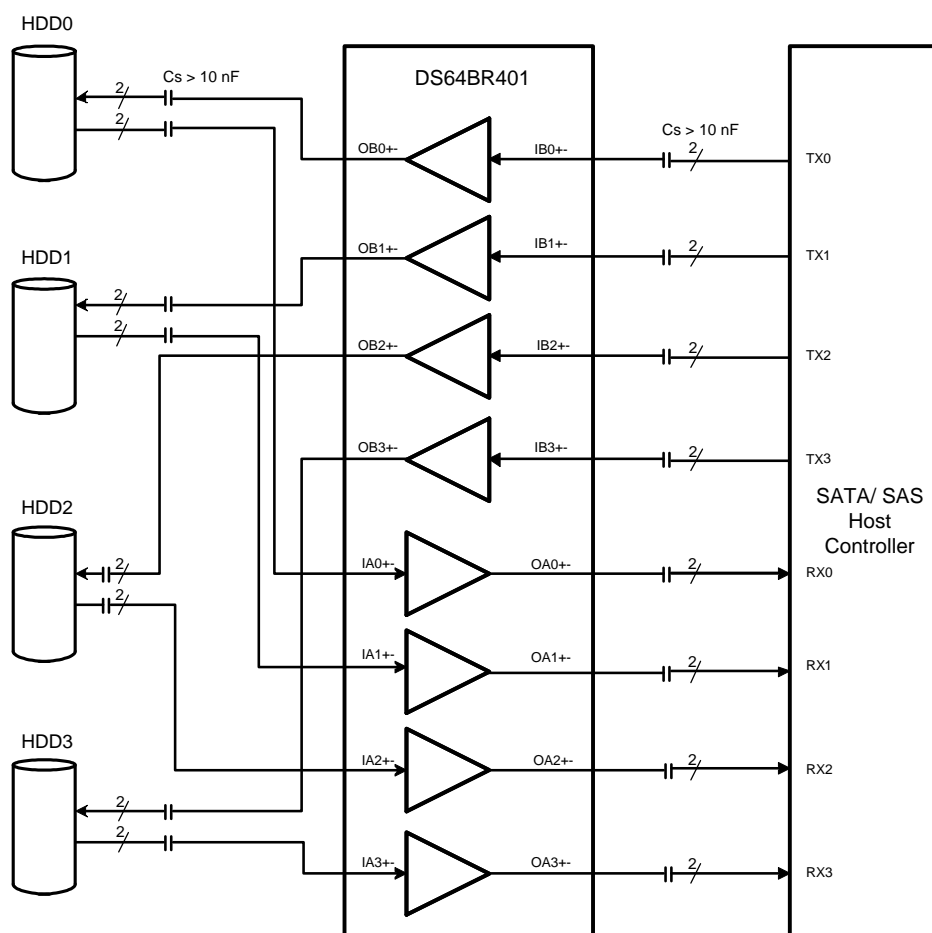 HDD0
2
Cs > 10 nF
2
DS64BR401
Cs > 10 nF
OB0+-
IB0+-
2
TX0
HDD1
OB1+-
IB1+-
2
TX1
2
2
OB2+-
IB2+-
2
TX2
OB3+-
IB3+-
2
TX3
SATA/ SAS
Host
Controller
HDD2
2
2
IA0+-
OA0+-
2
RX0
IA1+-
OA1+-
2
RX1
HDD3
IA2+-
OA2+-
2
RX2
2
2
IA3+-
OA3+-
2
RX3